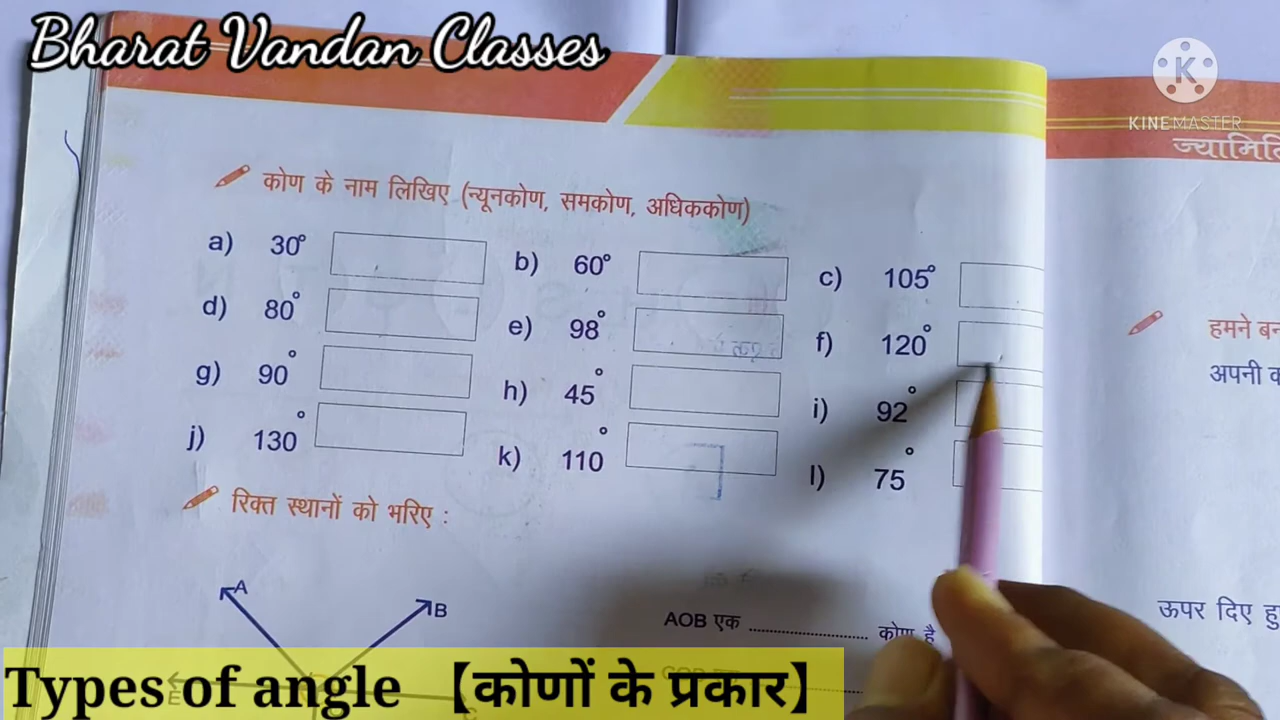 Bharat Vandan Classes
KINEMASTER
ज्यामिति
कोण के नाम लिखिए (न्यूनकोण, समकोण, अधिककोण)
a) 30° b) 60° c) 105°
d) 80° e) 98° f) 120°
g) 90° h) 45° i) 92°
j) 130° k) 110° l) 75°
रिक्त स्थानों को भरिए :
A B
AOB एक .................... कोण है
E
हमने बन
अपनी क
ऊपर दिए हु
Types of angle 【कोणों के प्रकार】